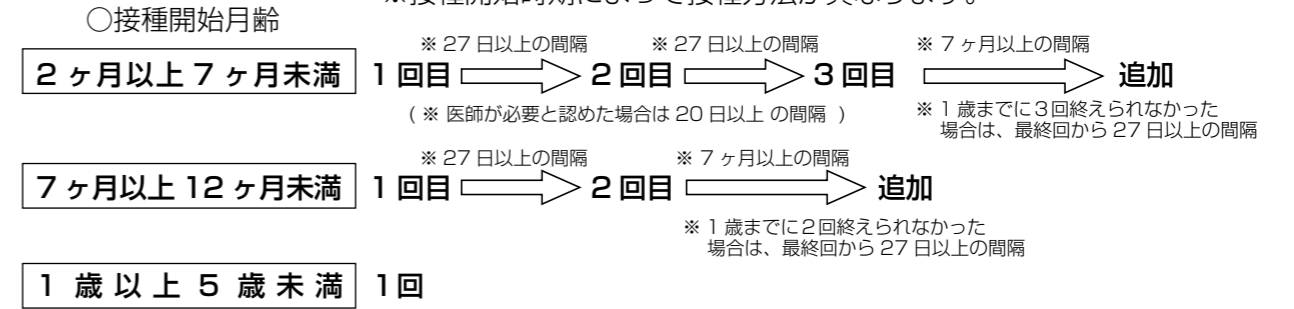 ○接種開始月齢
※ 27 日以上の間隔 ※ 27 日以上の間隔 ※ 7 ヶ月以上の間隔
2 ヶ月以上 7 ヶ月未満 1 回目 2 回目 3 回目 追加
( ※ 医師が必要と認めた場合は 20 日以上 の間隔 )
※ 1 歳までに3回終えられなかった
場合は、最終回から 27 日以上の間隔
※ 27 日以上の間隔 ※ 7 ヶ月以上の間隔
7 ヶ月以上 12 ヶ月未満 1 回目 2 回目 追加
※ 1 歳までに2回終えられなかった
場合は、最終回から 27 日以上の間隔
1 歳 以 上 5 歳 未 満 1 回